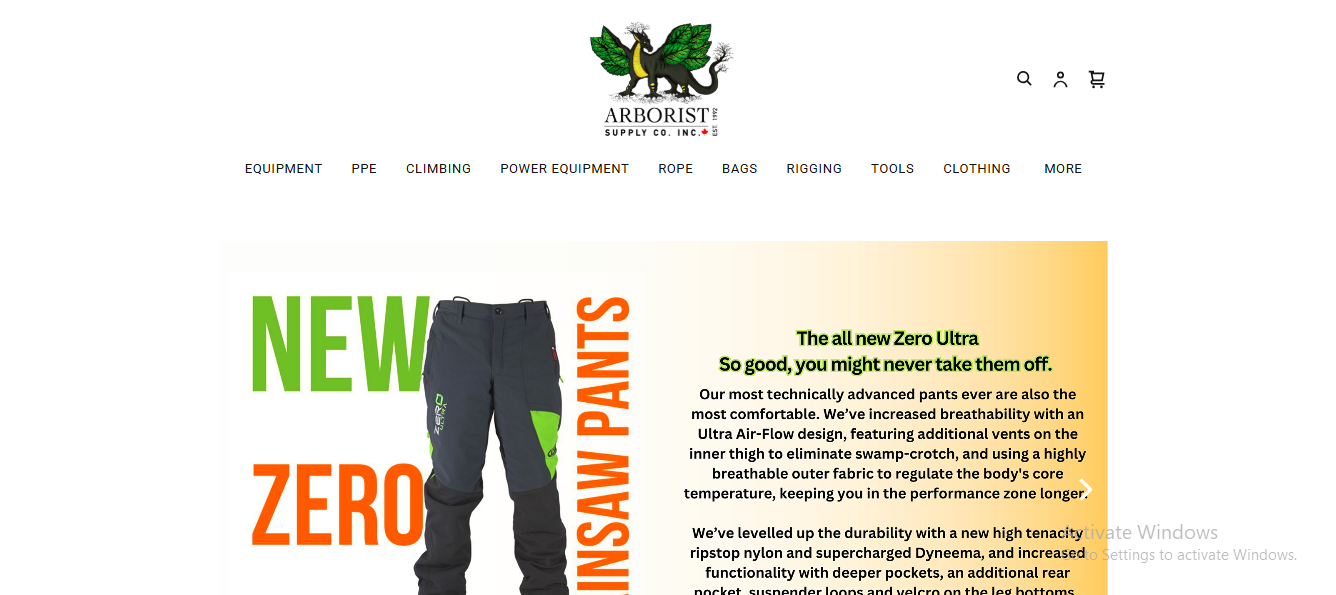 ARBORIST
SUPPLY CO. INC.
EST. 1992
EQUIPMENT PPE CLIMBING POWER EQUIPMENT ROPE BAGS RIGGING TOOLS CLOTHING MORE
NEW
ZERO
PANTS
ZERO
ULTRA
The all new Zero Ultra
So good, you might never take them off.
Our most technically advanced pants ever are also the
most comfortable. We’ve increased breathability with an
Ultra Air-Flow design, featuring additional vents on the
inner thigh to eliminate swamp-crotch, and using a highly
breathable outer fabric to regulate the body's core
temperature, keeping you in the performance zone longer.
We’ve levelled up the durability with a new high tenacity
ripstop nylon and supercharged Dyneema, and increased
functionality with deeper pockets, an additional rear
pocket, suspender loops and velcro on the leg bottoms.
Activate Windows
Go to Settings to activate Windows.